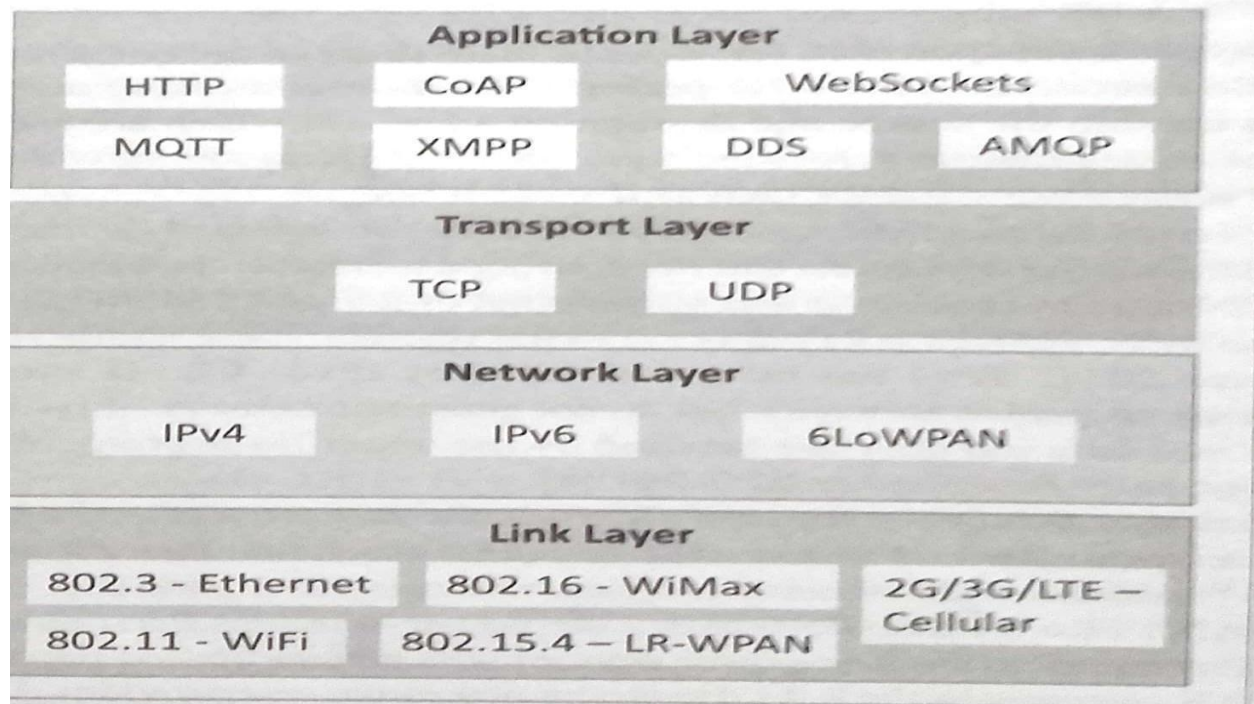 Application Layer
HTTP CoAP WebSockets
MQTT XMPP DDS AMQP
Transport Layer
TCP UDP
Network Layer
IPv4 IPv6 6LoWPAN
Link Layer
802.3 - Ethernet 802.16 - WiMax 2G/3G/LTE –
Cellular
802.11 - WiFi 802.15.4 – LR-WPAN